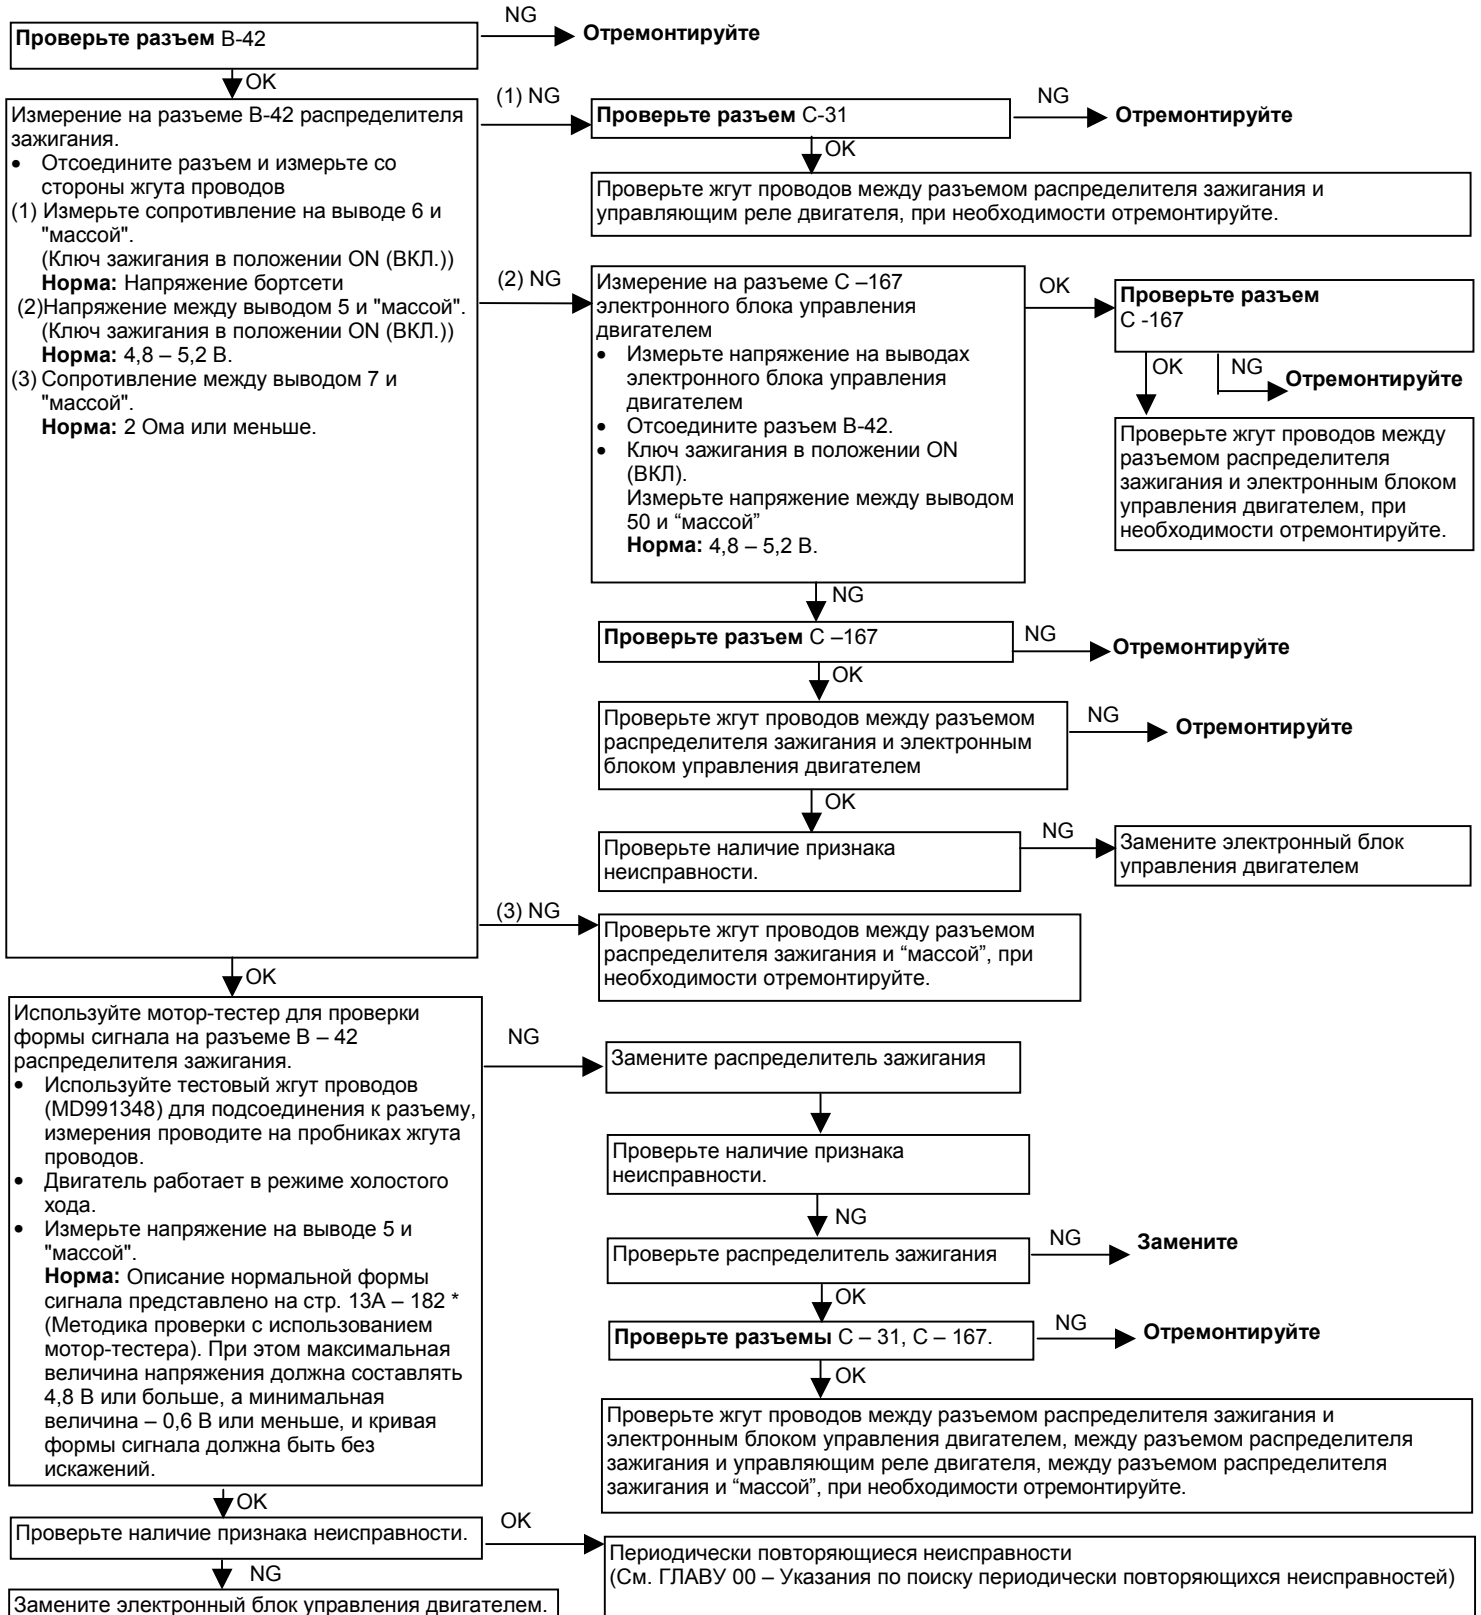 Проверьте разъем B-42
NG
Отремонтируйте
OK
Измерение на разъеме B-42 распределителя
зажигания.
• Отсоедините разъем и измерьте со
стороны жгута проводов
(1) Измерьте сопротивление на выводе 6 и
"массой".
(Ключ зажигания в положении ON (ВКЛ.))
Норма: Напряжение бортсети
(2)Напряжение между выводом 5 и "массой".
(Ключ зажигания в положении ON (ВКЛ.))
Норма: 4,8 – 5,2 В.
(3) Сопротивление между выводом 7 и
"массой".
Норма: 2 Ома или меньше.
(1) NG
Проверьте разъем C-31
NG
Отремонтируйте
OK
Проверьте жгут проводов между разъемом распределителя зажигания и
управляющим реле двигателя, при необходимости отремонтируйте.
(2) NG
Измерение на разъеме C –167
электронного блока управления
двигателем
• Измерьте напряжение на выводах
электронного блока управления
двигателем
• Отсоедините разъем B-42.
• Ключ зажигания в положении ON
(ВКЛ).
Измерьте напряжение между выводом
50 и “массой”
Норма: 4,8 – 5,2 В.
OK
Проверьте разъем
C -167
OK
NG
Отремонтируйте
Проверьте жгут проводов между
разъемом распределителя
зажигания и электронным блоком
управления двигателем, при
необходимости отремонтируйте.
NG
Проверьте разъем C –167
NG
Отремонтируйте
OK
Проверьте жгут проводов между разъемом
распределителя зажигания и электронным
блоком управления двигателем
NG
Отремонтируйте
OK
Проверьте наличие признака
неисправности.
NG
Замените электронный блок
управления двигателем
(3) NG
Проверьте жгут проводов между разъемом
распределителя зажигания и “массой”, при
необходимости отремонтируйте.
OK
Используйте мотор-тестер для проверки
формы сигнала на разъеме B – 42
распределителя зажигания.
• Используйте тестовый жгут проводов
(MD991348) для подсоединения к разъему,
измерения проводите на пробниках жгута
проводов.
• Двигатель работает в режиме холостого
хода.
• Измерьте напряжение на выводе 5 и
"массой".
Норма: Описание нормальной формы
сигнала представлено на стр. 13A – 182 *
(Методика проверки с использованием
мотор-тестера). При этом максимальная
величина напряжения должна составлять
4,8 В или больше, а минимальная
величина – 0,6 В или меньше, и кривая
формы сигнала должна быть без
искажений.
NG
Замените распределитель зажигания
Проверьте наличие признака
неисправности.
NG
Проверьте распределитель зажигания
NG
Замените
OK
Проверьте разъемы C – 31, C – 167.
NG
Отремонтируйте
OK
Проверьте жгут проводов между разъемом распределителя зажигания и
электронным блоком управления двигателем, между разъемом распределителя
зажигания и управляющим реле двигателя, между разъемом распределителя
зажигания и “массой”, при необходимости отремонтируйте.
OK
Проверьте наличие признака неисправности.
OK
Периодически повторяющиеся неисправности
(См. ГЛАВУ 00 – Указания по поиску периодически повторяющихся неисправностей)
NG
Замените электронный блок управления двигателем.